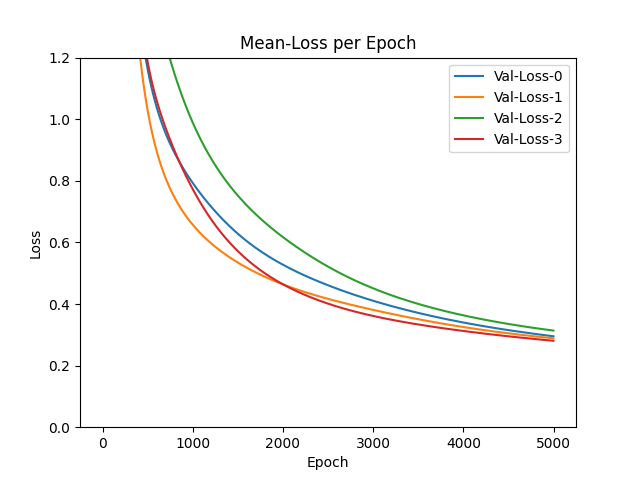 Mean-Loss per Epoch
1.2
1.0
0.8
0.6
0.4
0.2
0.0
Loss
Val-Loss-0
Val-Loss-1
Val-Loss-2
Val-Loss-3
0 1000 2000 3000 4000 5000
Epoch